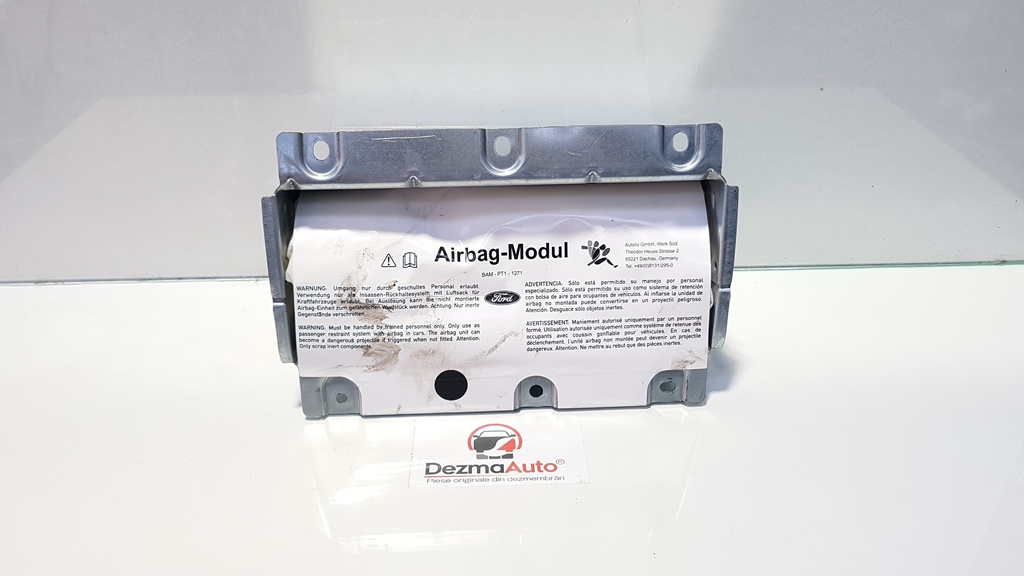 Airbag-Modul
BAM - PT1 - 1271
Autoliv GmbH, Werk Süd
Theodor Heuss Strasse 2
85221 Dachau, Germany
Tel. +49/(0)8131/295-0
WARNUNG. Umgang nur durch geschultes Personal erlaubt.
Verwendung nur als Insassen-Rückhaltesystem mit Luftsack für
Kraftfahrzeuge erlaubt. Bei Auslösung kann die nicht montierte
Airbag-Einheit zum gefährlichen Wurfstück werden. Achtung: Nur inerte
Gegenstände verschrotten.
WARNING. Must be handled by trained personnel only. Only use as
passenger restraint system with airbag in cars. The airbag unit can
become a dangerous projectile if triggered when not fitted. Attention.
Only scrap inert components.
Ford
ADVERTENCIA. Sólo está permitido su manejo por personal
especializado. Sólo está permitido su uso como sistema de retención
con bolsa de aire para ocupantes de vehículos. Al inflarse la unidad de
airbag no montada puede convertirse en un proyectil peligroso.
Atención. Desguace sólo objetos inertes.
AVERTISSEMENT. Maniement autorisé uniquement par un personnel
formé. Utilisation autorisée uniquement comme système de retenue des
occupants avec coussin gonflable pour véhicules. En cas de
déclenchement, l'unité airbag non montée peut devenir un projectile
dangereux. Attention. Ne mettre au rebut que des pièces inertes.
DezmaAuto®
Piese originale din dezmembrări